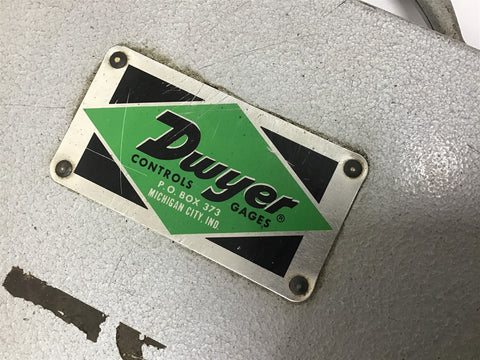 Dwyer®
CONTROLS GAGES
P.O. BOX 373
MICHIGAN CITY, IND.